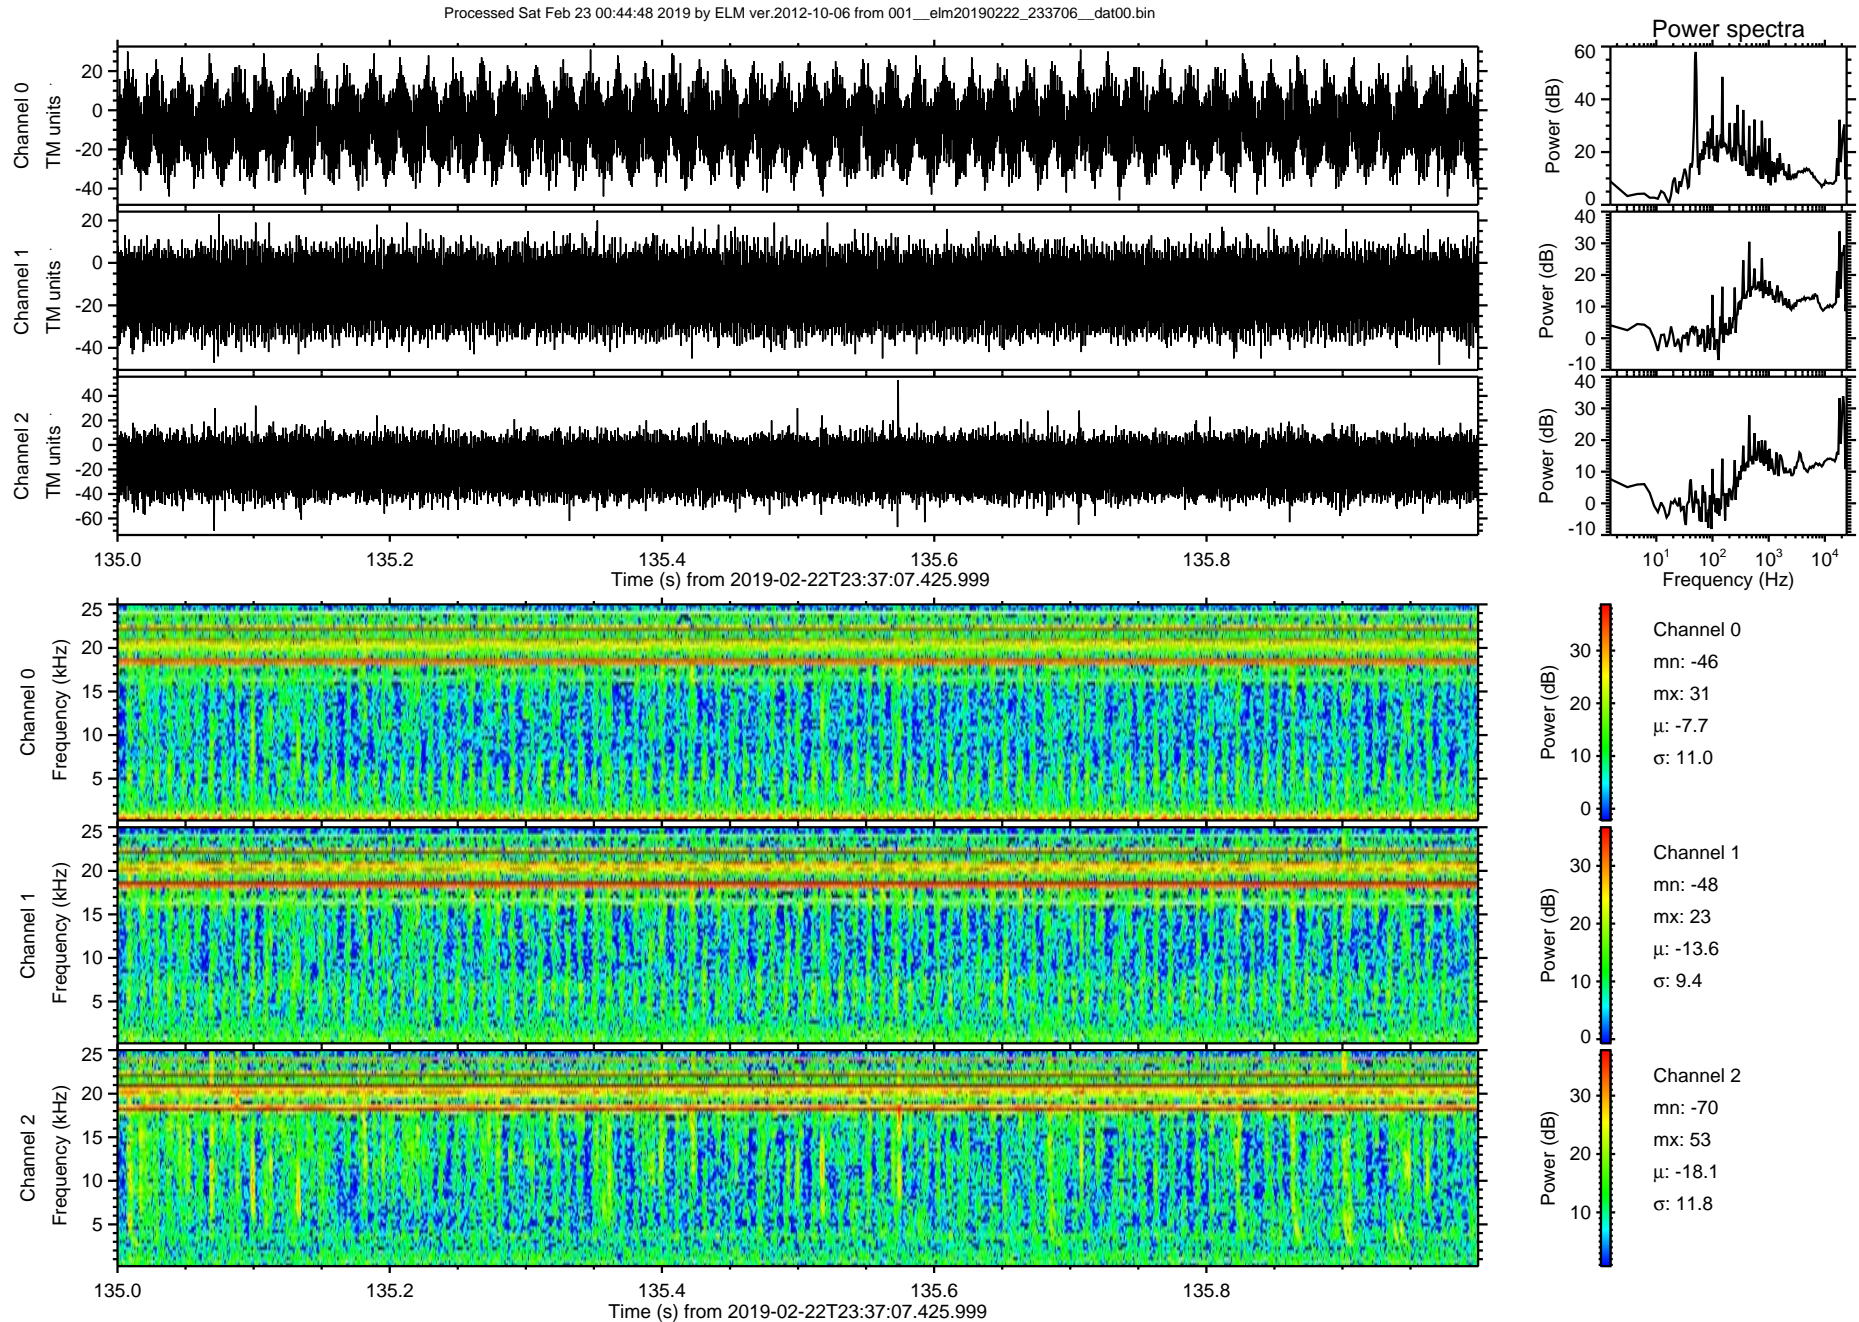 Processed Sat Feb 23 00:44:48 2019 by ELM ver.2012-10-06 from 001__elm20190222_233706__dat00.bin
Power spectra
Channel 0
TM units
20
0
-20
-40
Power (dB)
60
40
20
0
Channel 1
TM units
20
0
-20
-40
Power (dB)
40
30
20
10
0
-10
Channel 2
TM units
40
20
0
-20
-40
-60
Power (dB)
40
30
20
10
0
-10
135.0 135.2 135.4 135.6 135.8
Time (s) from 2019-02-22T23:37:07.425.999
10¹ 10² 10³ 10⁴
Frequency (Hz)
Channel 0
Frequency (kHz)
25
20
15
10
5
Power (dB)
30
20
10
0
Channel 0
mn: -46
mx: 31
μ: -7.7
σ: 11.0
Channel 1
Frequency (kHz)
25
20
15
10
5
Power (dB)
30
20
10
0
Channel 1
mn: -48
mx: 23
μ: -13.6
σ: 9.4
Channel 2
Frequency (kHz)
25
20
15
10
5
Power (dB)
30
20
10
Channel 2
mn: -70
mx: 53
μ: -18.1
σ: 11.8
135.0 135.2 135.4 135.6 135.8
Time (s) from 2019-02-22T23:37:07.425.999